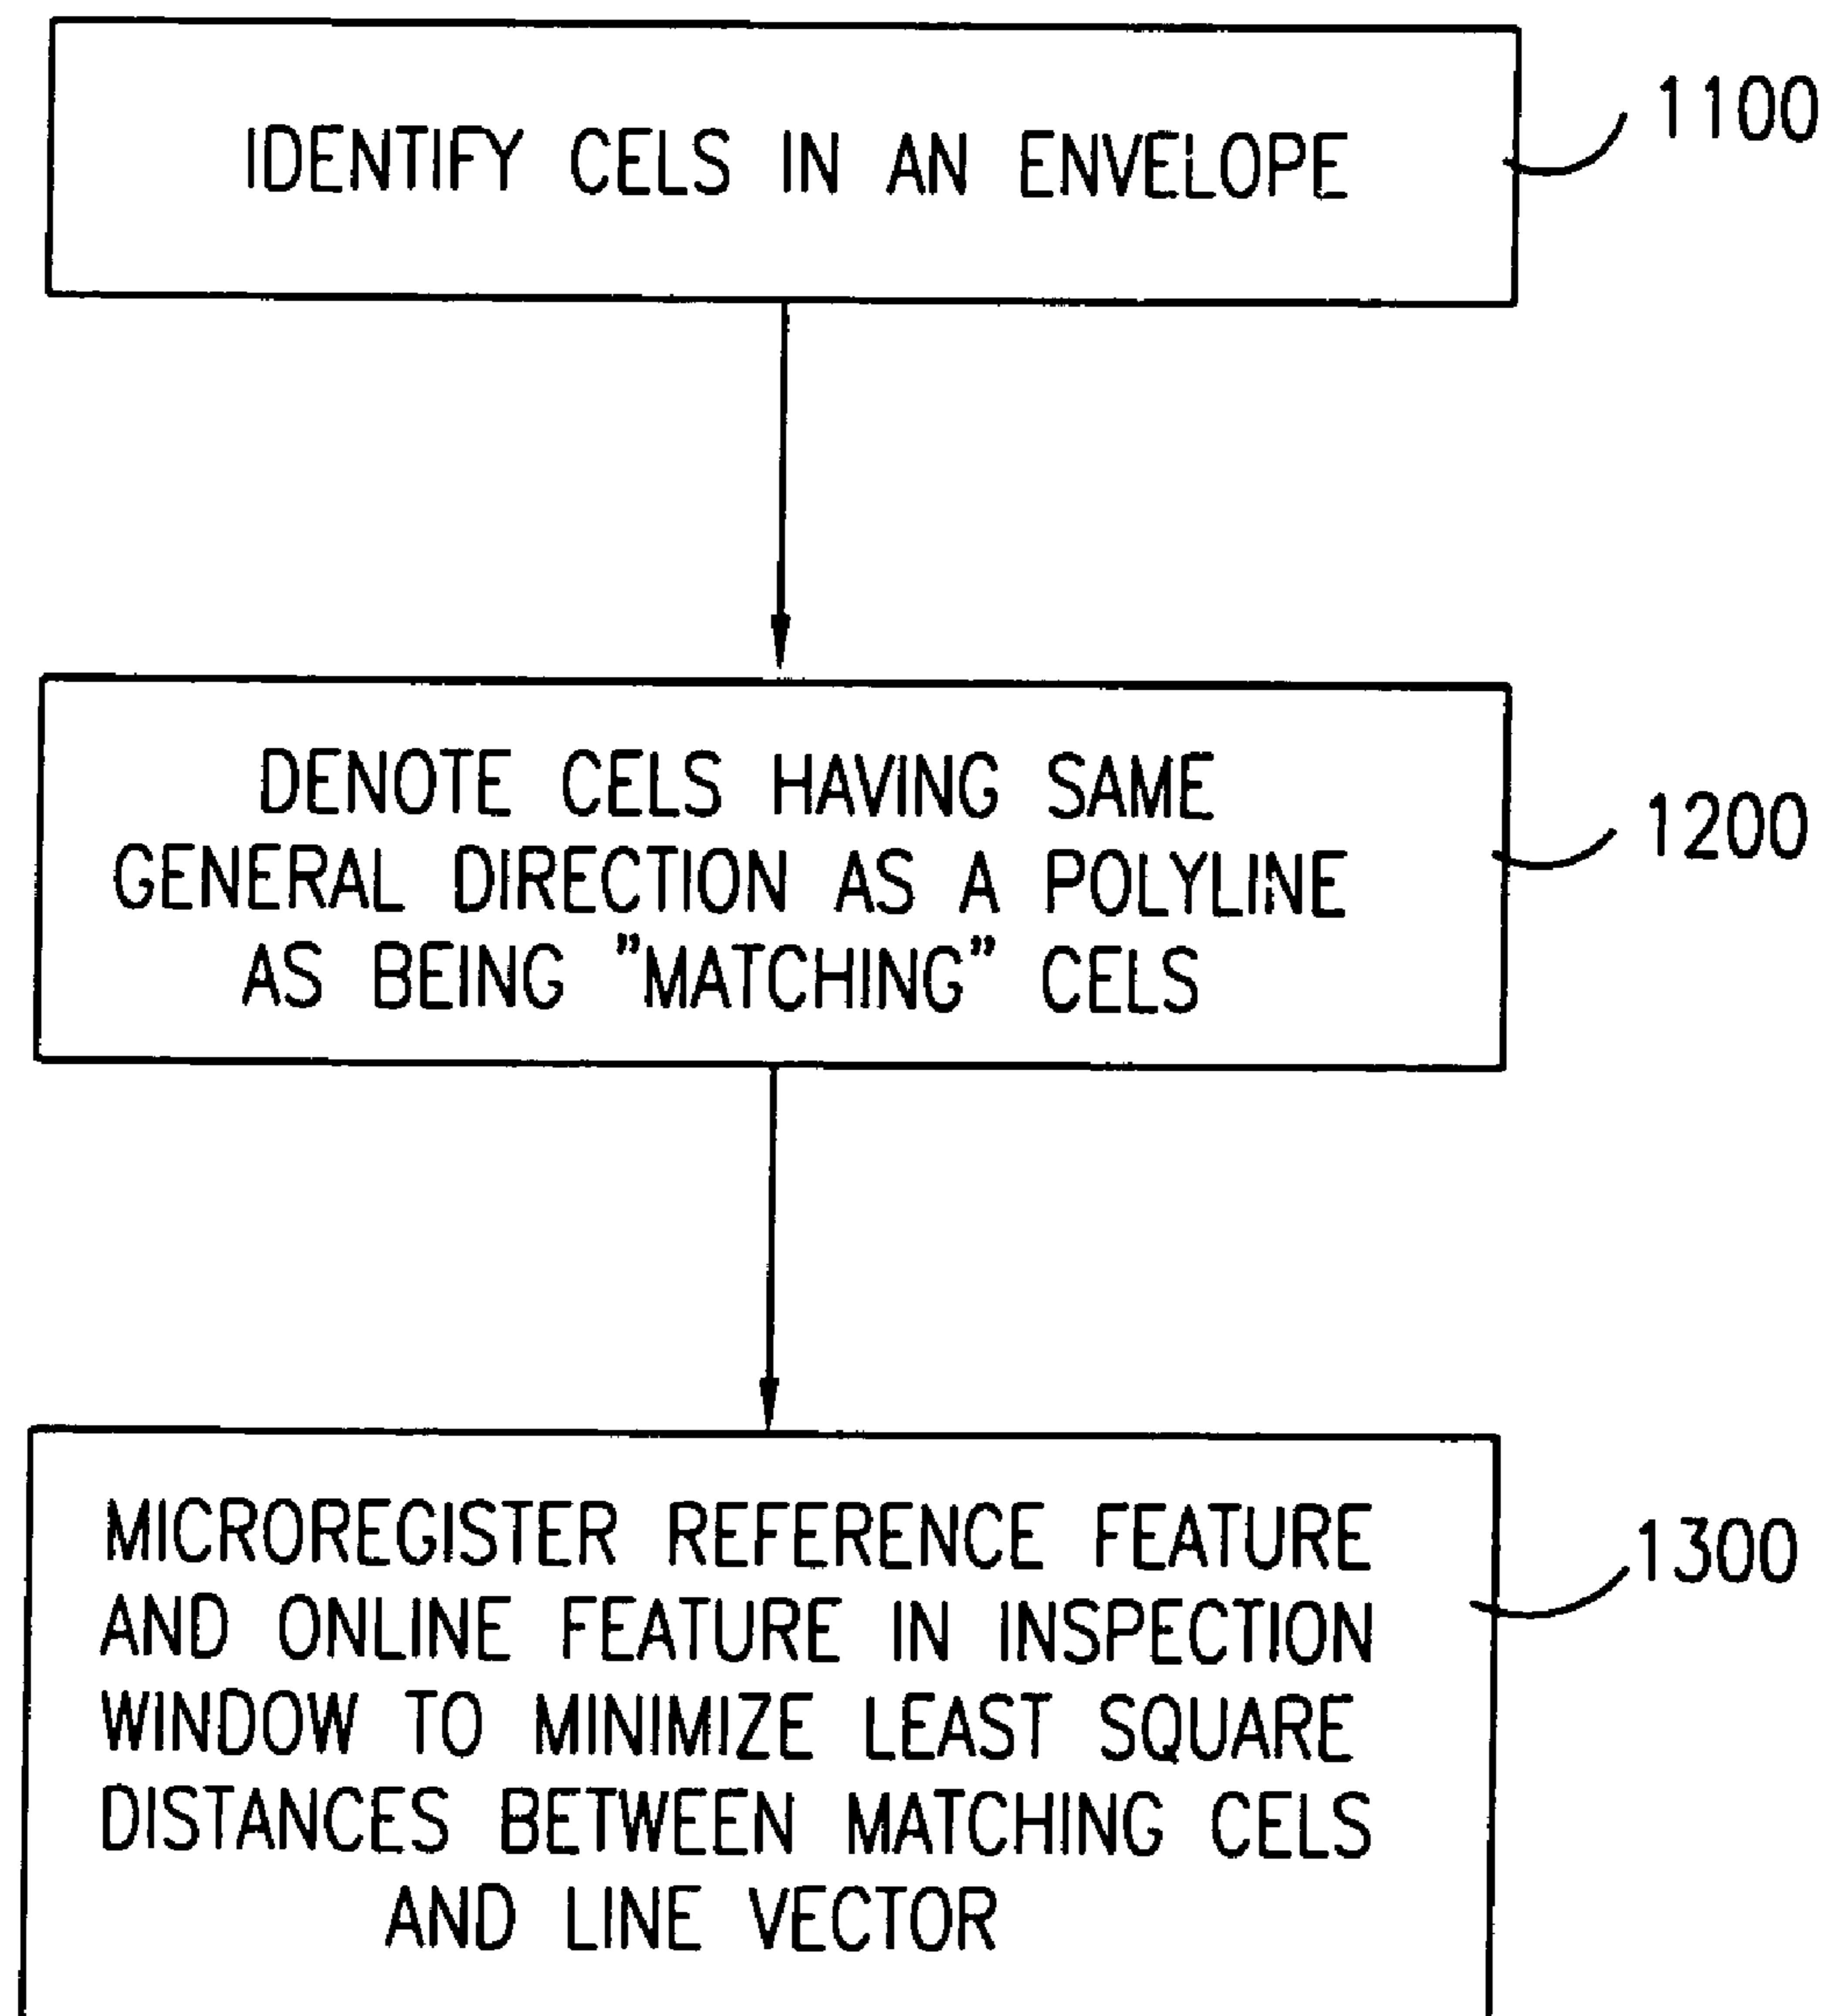 IDENTIFY CELS IN AN ENVELOPE
1100
DENOTE CELS HAVING SAME
GENERAL DIRECTION AS A POLYLINE
AS BEING "MATCHING" CELS
1200
MICROREGISTER REFERENCE FEATURE
AND ONLINE FEATURE IN INSPECTION
WINDOW TO MINIMIZE LEAST SQUARE
DISTANCES BETWEEN MATCHING CELS
AND LINE VECTOR
1300